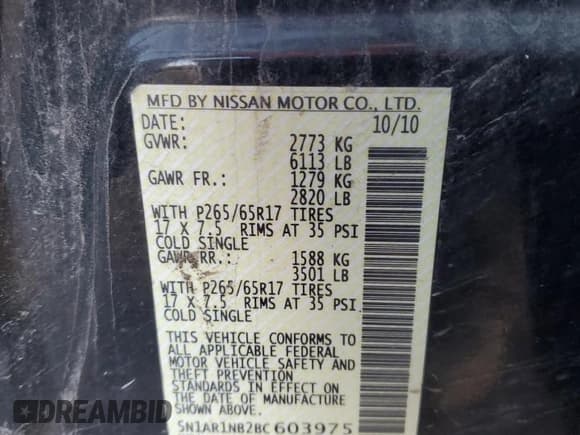 MFD BY NISSAN MOTOR CO., LTD.
DATE: 10/10
GVWR: 2773 KG
6113 LB
GAWR FR.: 1279 KG
2820 LB
WITH P265/65R17 TIRES
17 X 7.5 RIMS AT 35 PSI
COLD SINGLE
GAWR RR.: 1588 KG
3501 LB
WITH P265/65R17 TIRES
17 X 7.5 RIMS AT 35 PSI
COLD SINGLE
THIS VEHICLE CONFORMS TO
ALL APPLICABLE FEDERAL
MOTOR VEHICLE SAFETY AND
THEFT PREVENTION
STANDARDS IN EFFECT ON
THE DATE OF MANUFACTURE
SHOWN ABOVE.
5N1AR1NB2BC603975
DREAMBID
.COM